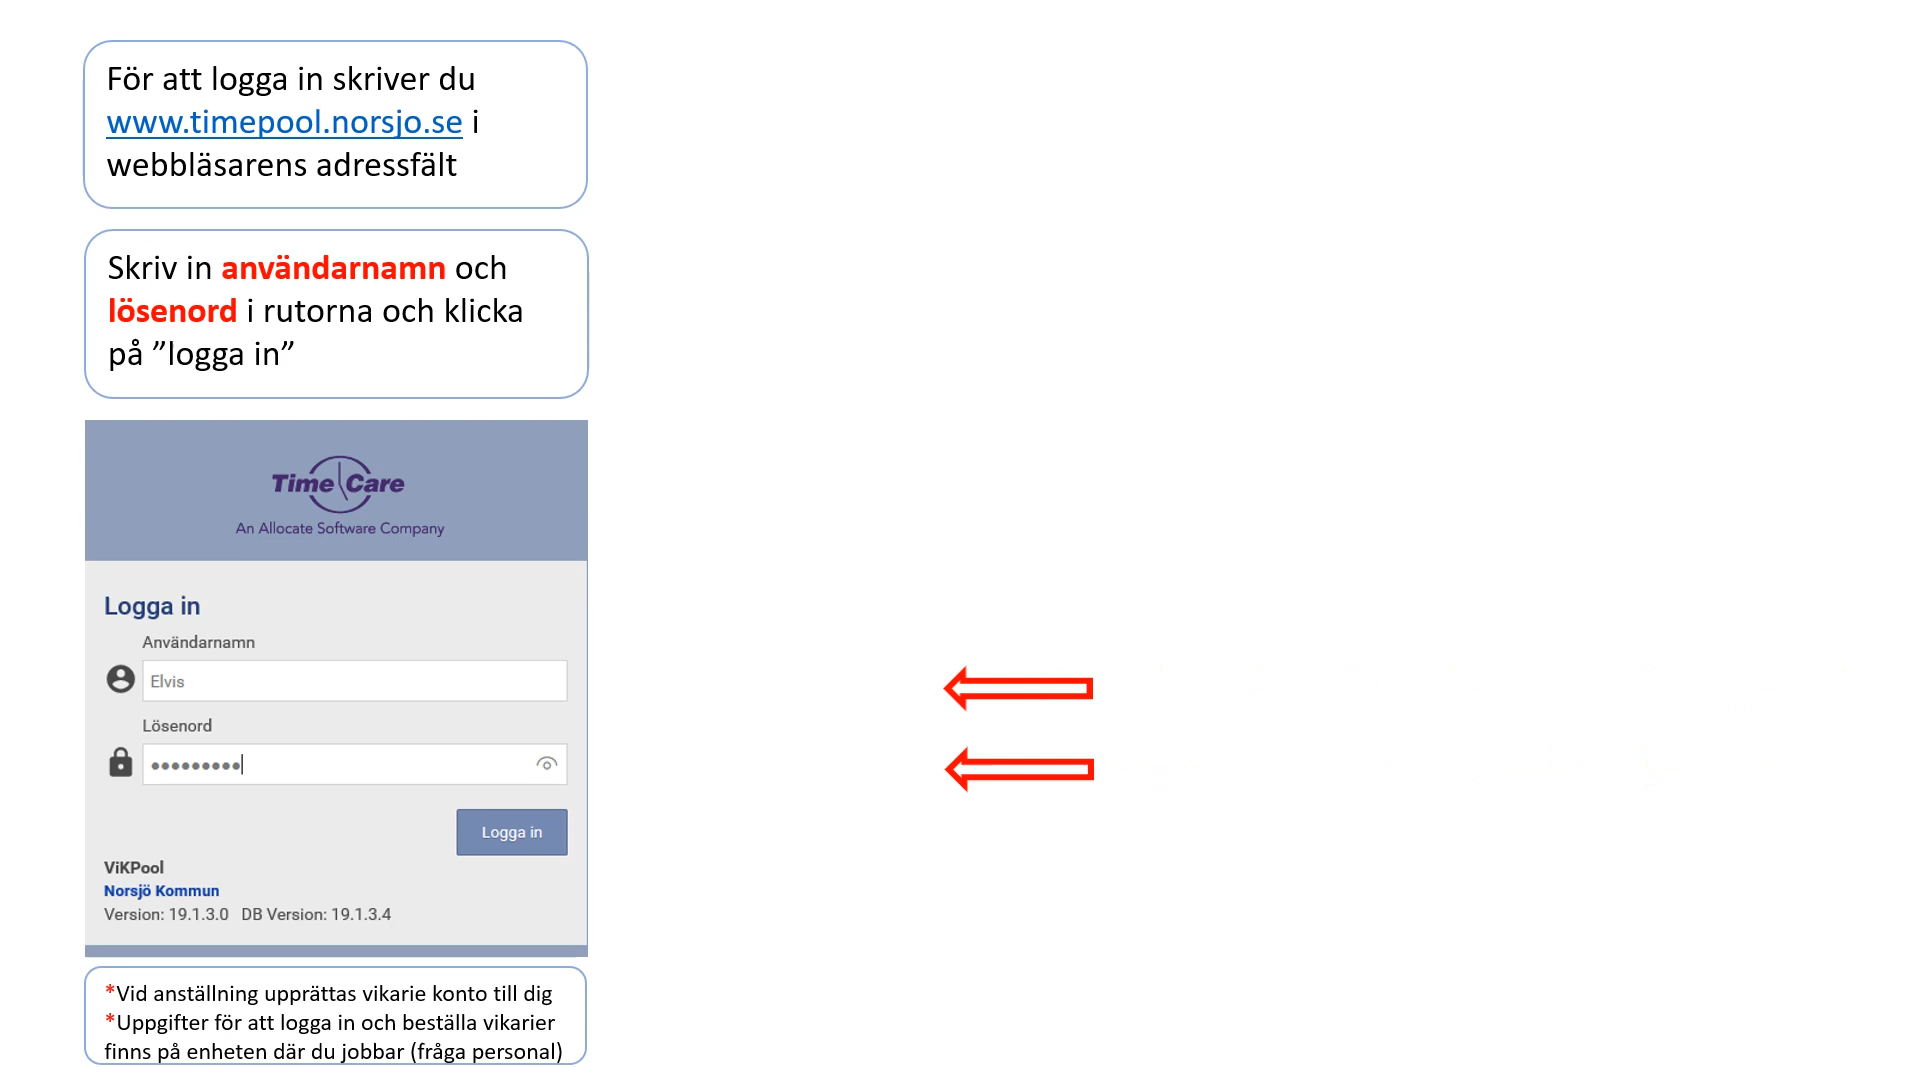 För att logga in skriver du
www.timepool.norsjo.se i
webbläsarens adressfält
Skriv in användarnamn och
lösenord i rutorna och klicka
på ”logga in”
Time Care
An Allocate Software Company
Logga in
Användarnamn
Elvis
Lösenord
•••••••••
Logga in
ViKPool
Norsjö Kommun
Version: 19.1.3.0 DB Version: 19.1.3.4
*Vid anställning upprättas vikarie konto till dig
*Uppgifter för att logga in och beställa vikarier
finns på enheten där du jobbar (fråga personal)